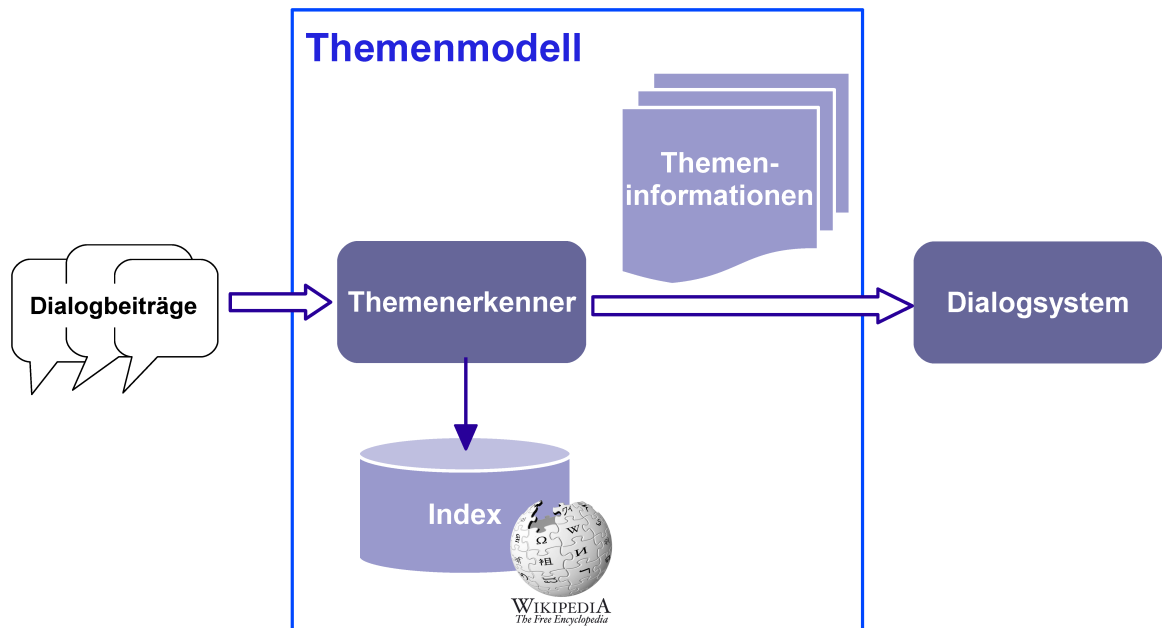 Themenmodell
Themen-
informationen
Dialogbeiträge
Themenerkenner
Dialogsystem
Index
WIKIPEDIA
The Free Encyclopedia